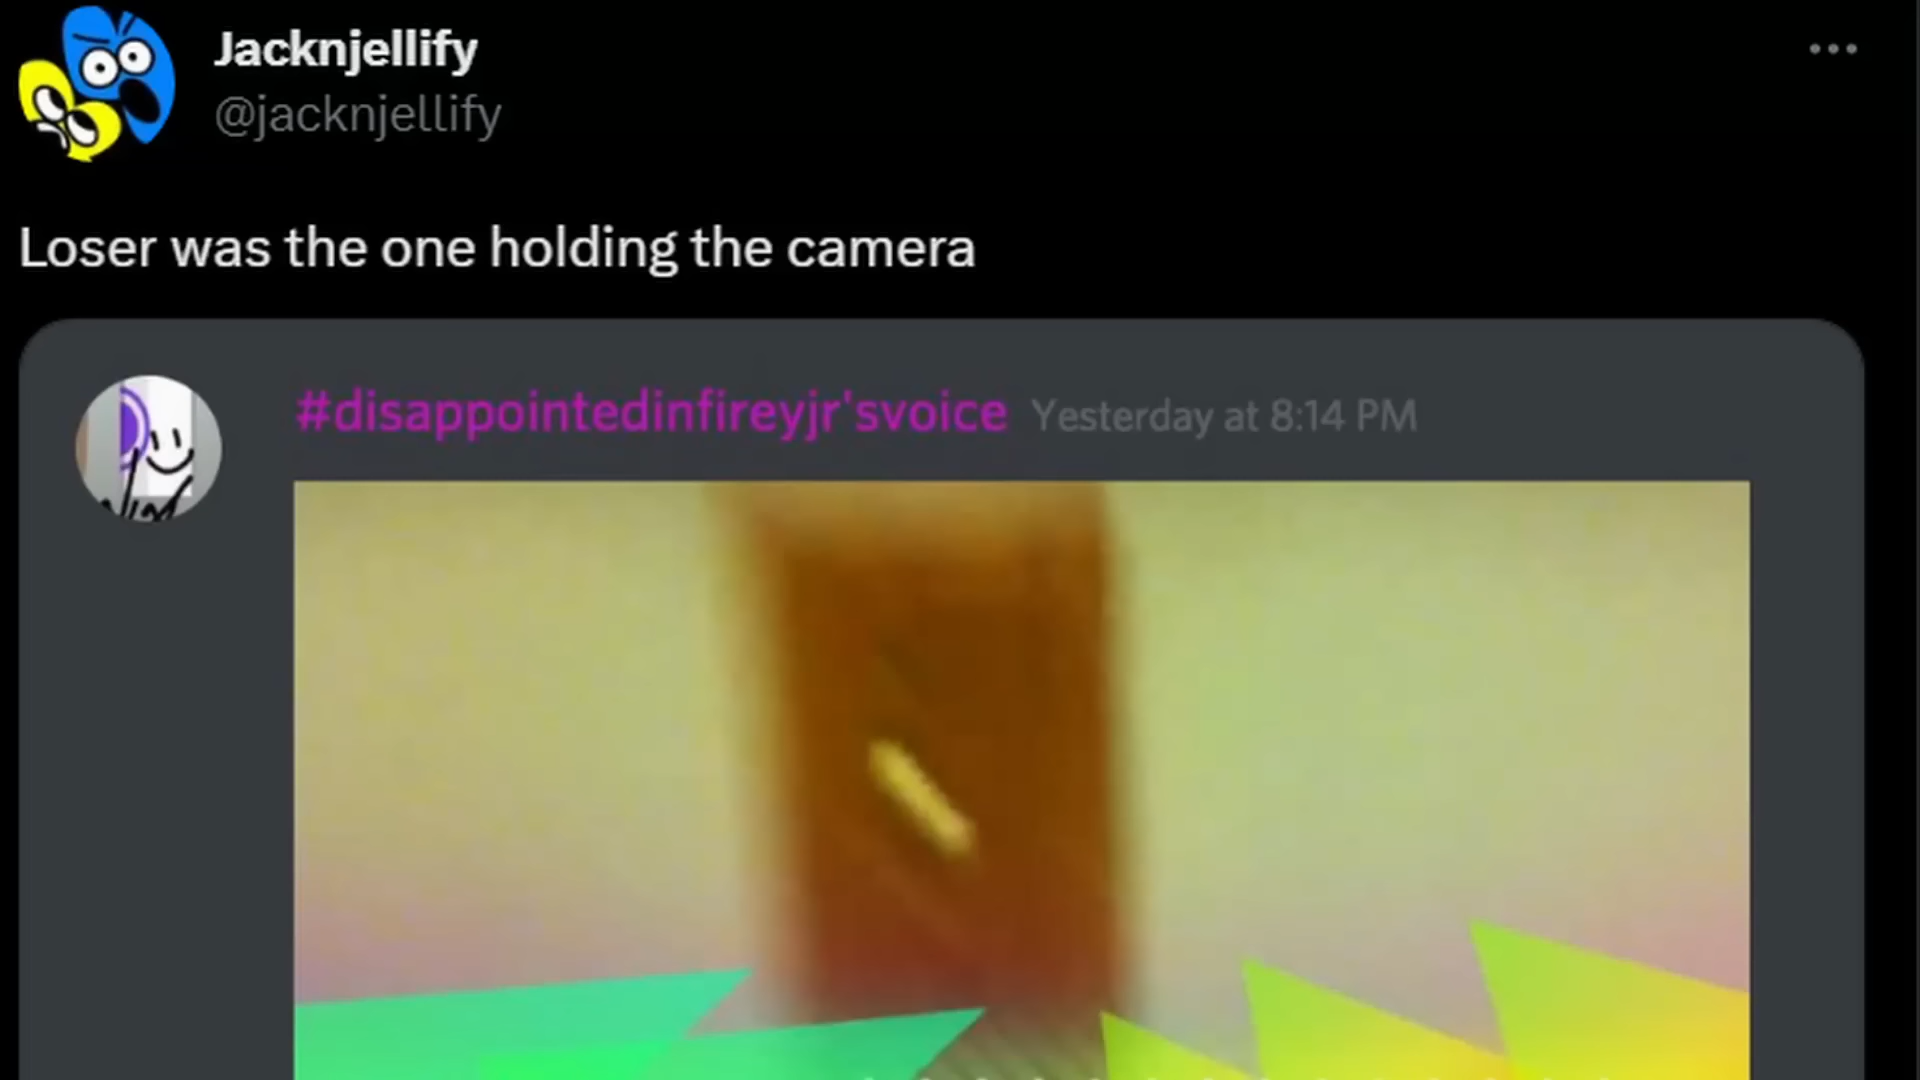 Jacknjellify
@jacknjellify
Loser was the one holding the camera
#disappointedinfireyjr'svoice Yesterday at 8:14 PM